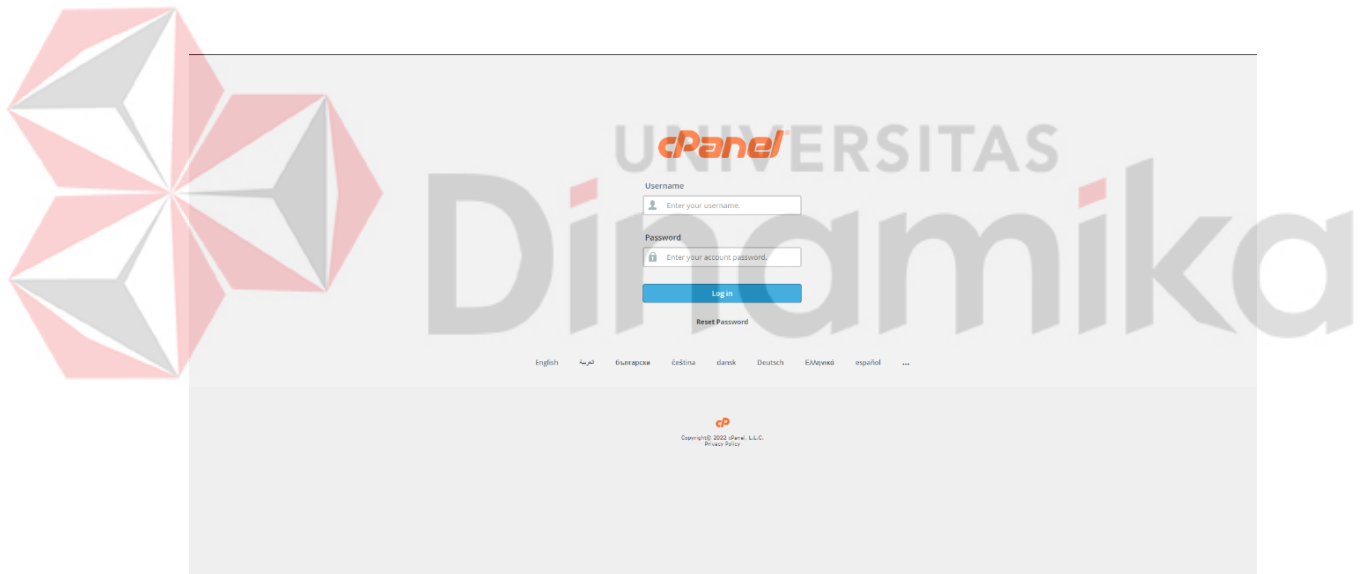 UNIVERSITAS
Dinamika
cPanel®
Username
Enter your username.
Password
Enter your account password.
Log in
Reset Password
English العربية български čeština dansk Deutsch Ελληνικά español ...
cP
Copyright© 2022 cPanel, L.L.C.
Privacy Policy